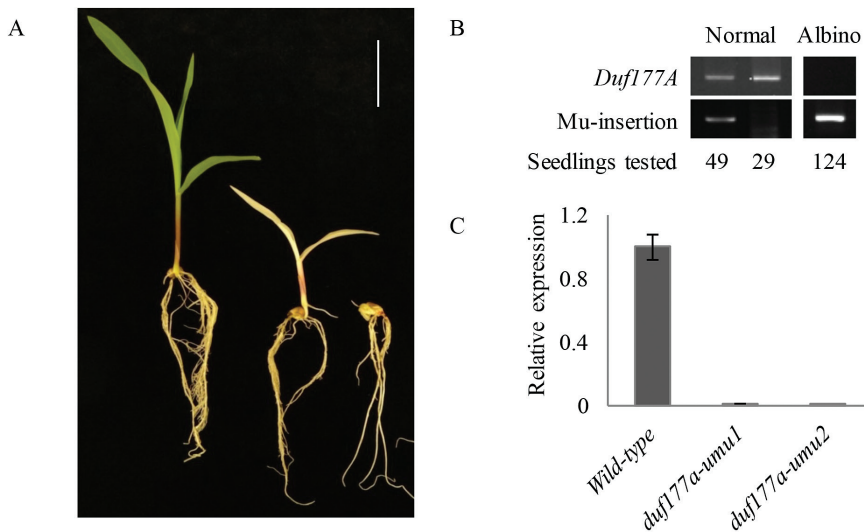 A
B
Normal Albino
Duf177A
Mu-insertion
Seedlings tested 49 29 124
C
Relative expression
1.2
0.8
0.4
0
Wild-type
duf177a-umu1
duf177a-umu2